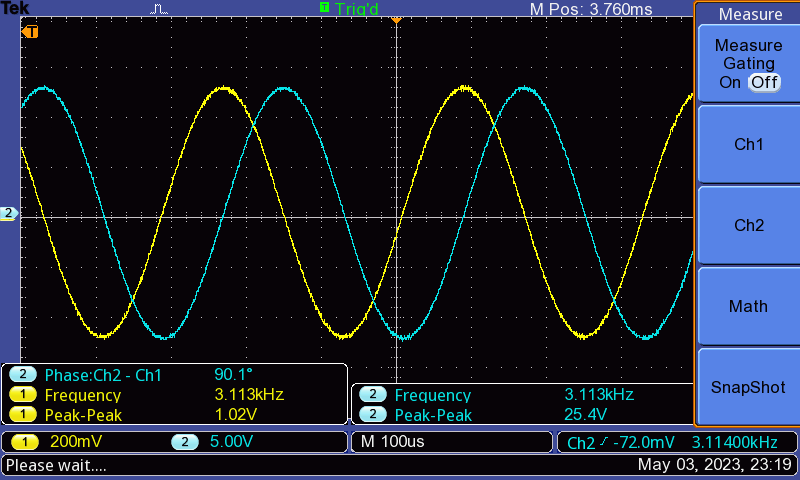 Tek T Trig'd M Pos: 3.760ms Measure
T
Measure
Gating
On Off
Ch1
2
Ch2
Math
SnapShot
2 Phase:Ch2 - Ch1 90.1°
1 Frequency 3.113kHz
1 Peak-Peak 1.02V
2 Frequency 3.113kHz
2 Peak-Peak 25.4V
1 200mV 2 5.00V M 100us Ch2 -72.0mV 3.11400kHz
Please wait.... May 03, 2023, 23:19